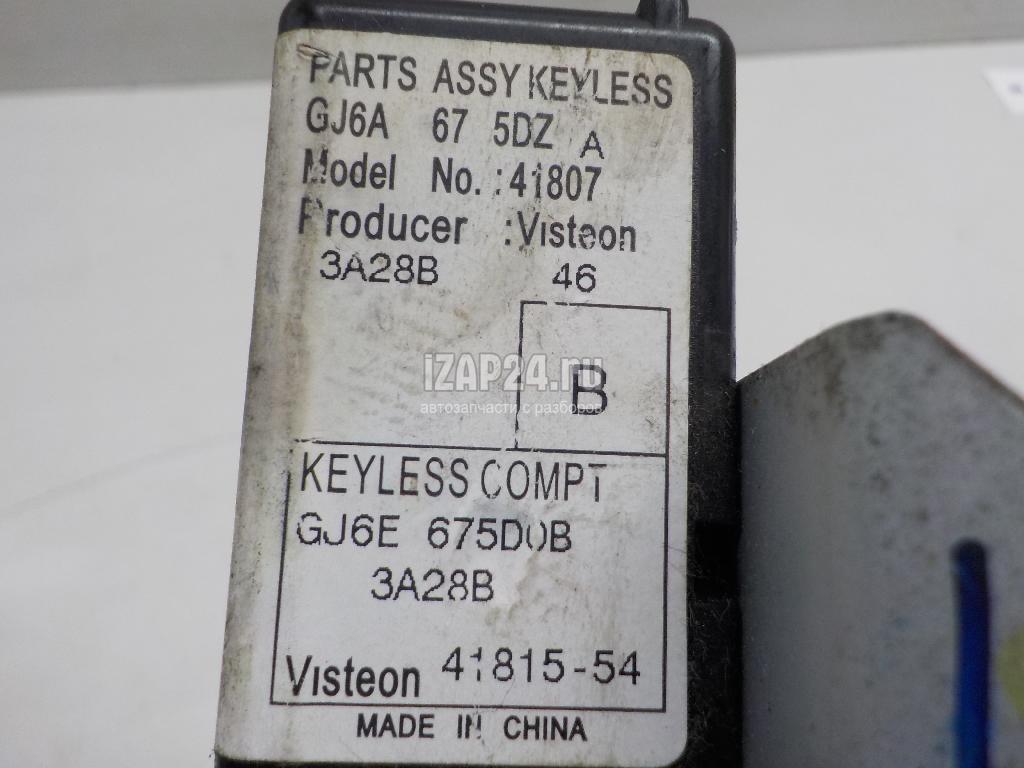 PARTS ASSY KEYLESS
GJ6A 67 5DZ A
Model No. :41807
Producer :Visteon
3A28B 46
B
iZAP24.ru
автозапчасти с разборов
KEYLESS COMPT
GJ6E 675D0B
3A28B
Visteon 41815-54
MADE IN CHINA